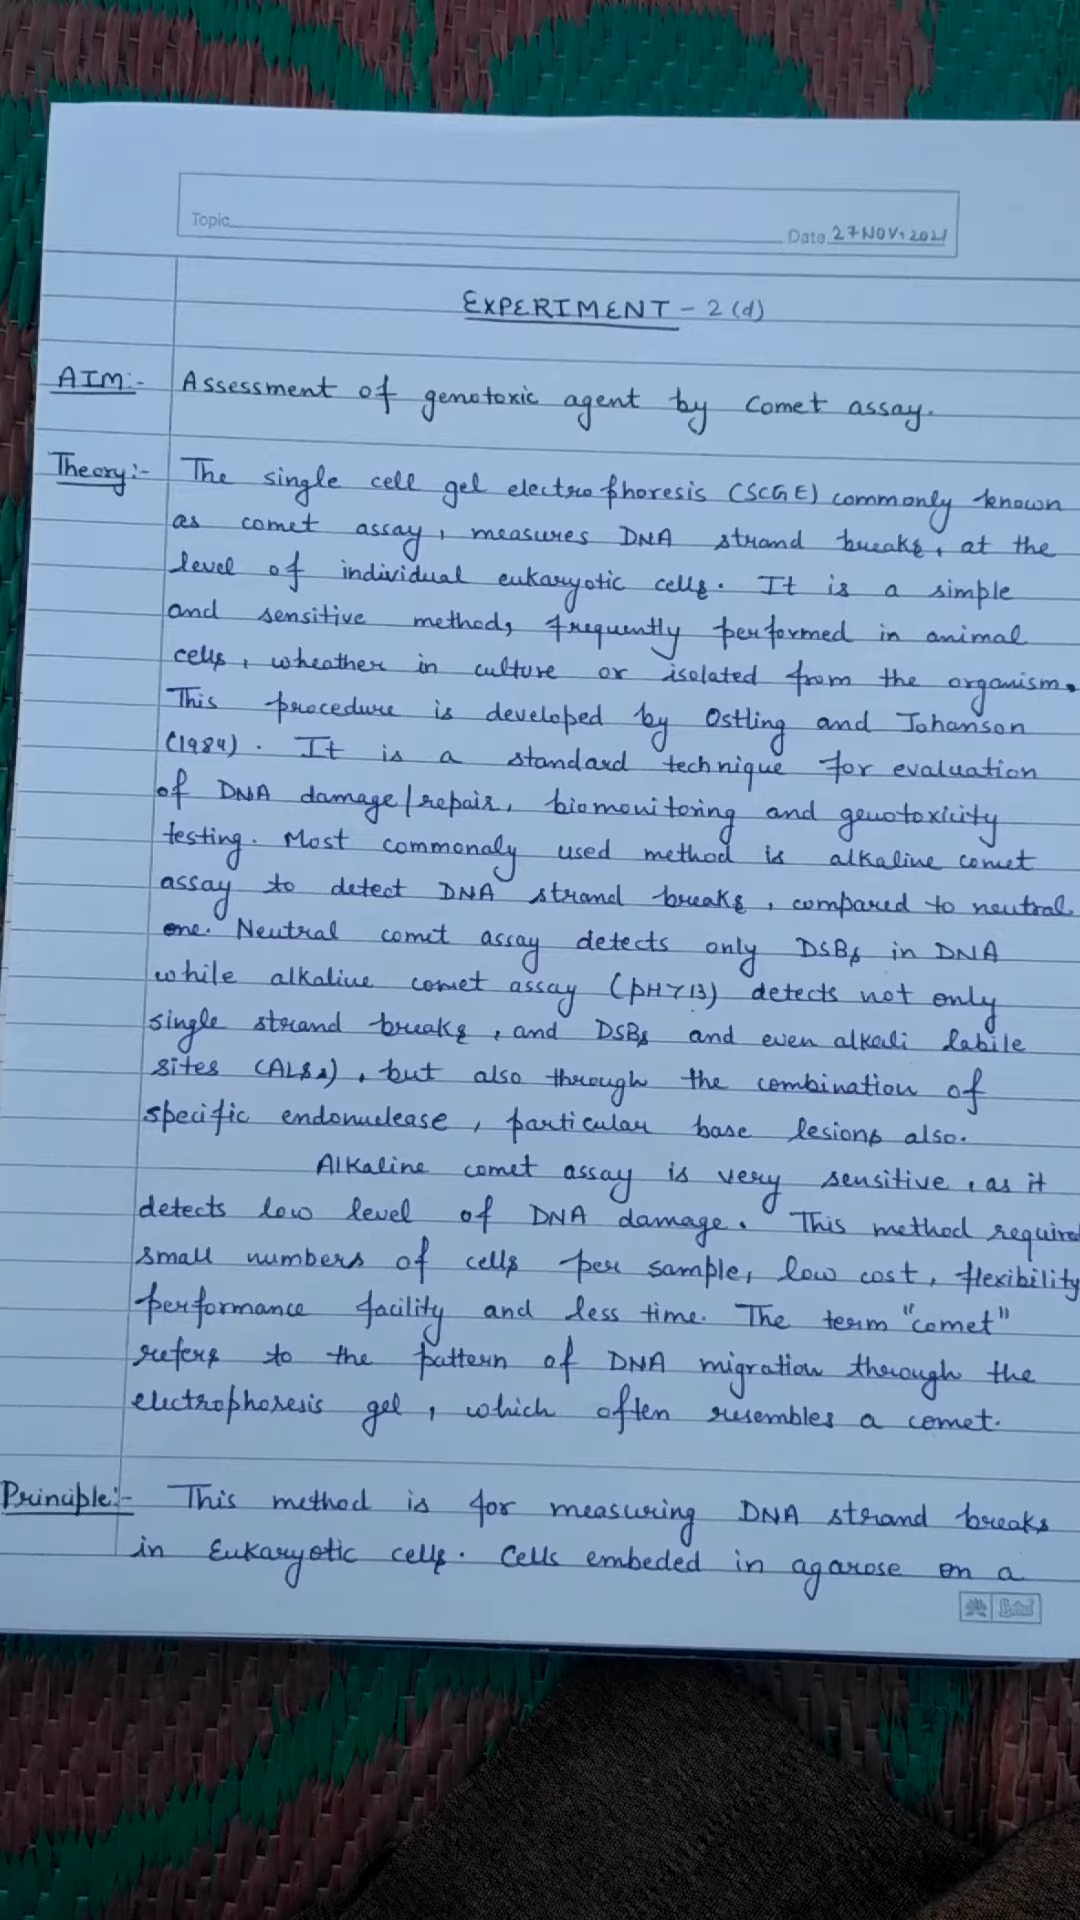 Topic
Date 27 NOV. 2021
EXPERIMENT - 2 (d)
AIM:- Assessment of genotoxic agent by Comet assay.
Theory:- The single cell gel electrophoresis (SCGE) commonly known
as comet assay, measures DNA strand breaks, at the
level of individual eukaryotic cells. It is a simple
and sensitive method, frequently performed in animal
cells, wheather in culture or isolated from the organism.
This procedure is developed by Ostling and Johanson
(1984). It is a standard technique for evaluation
of DNA damage/repair, biomonitoring and genotoxicity
testing. Most commonaly used method is alkaline comet
assay to detect DNA strand breaks, compared to neutral
one. Neutral comet assay detects only DSBs in DNA
while alkaline comet assay (pH>13) detects not only
single strand breaks, and DSBs and even alkali labile
sites (ALSs), but also through the combination of
specific endonuclease, particular base lesions also.
Alkaline comet assay is very sensitive, as it
detects low level of DNA damage. This method require
small numbers of cells per sample, low cost, flexibility
performance facility and less time. The term "comet"
refers to the pattern of DNA migration through the
electrophoresis gel, which often resembles a comet.
Principle:- This method is for measuring DNA strand breaks
in Eukaryotic cells. Cells embeded in agarose on a